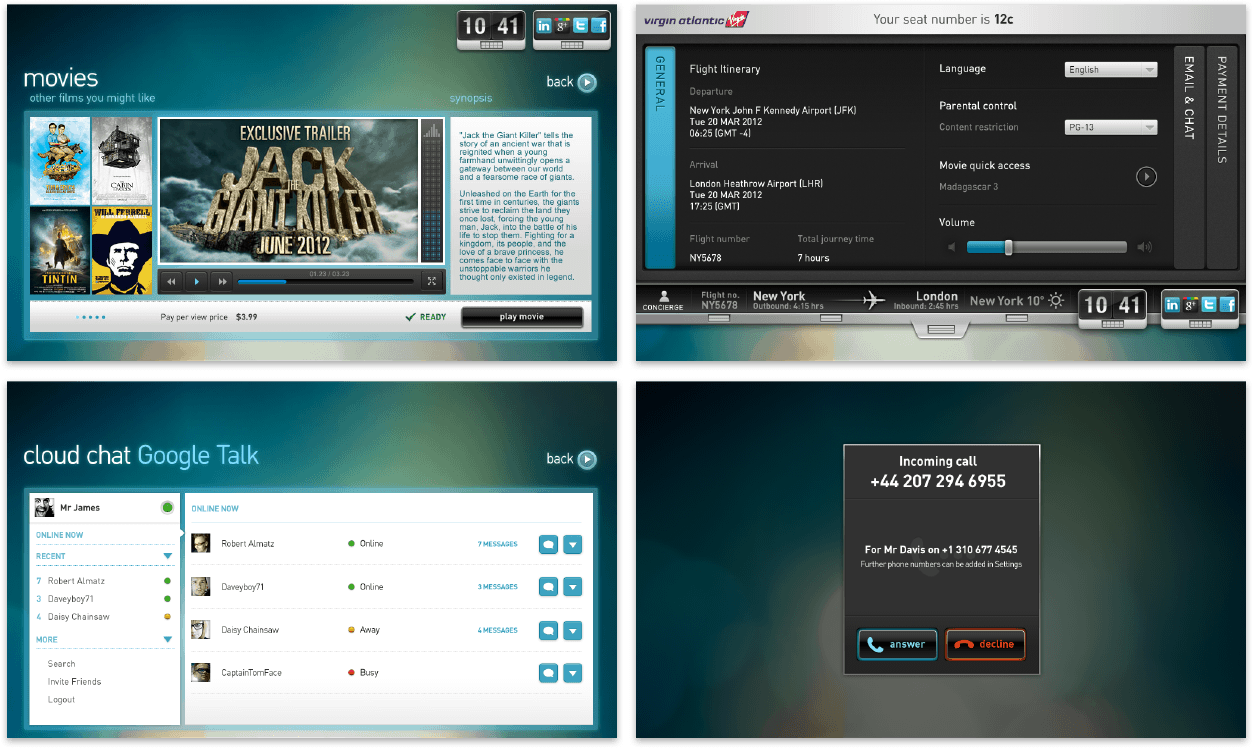 10 41
in g+ t f
movies
other films you might like
back
synopsis
EXCLUSIVE TRAILER
JACK
THE
GIANT KILLER
JUNE 2012
CABIN
TINTIN
WILL FERRELL
"Jack the Giant Killer" tells the
story of an ancient war that is
reignited when a young
farmhand unwittingly opens a
gateway between our world
and a fearsome race of giants.
Unleashed on the Earth for the
first time in centuries, the giants
strive to reclaim the land they
once lost, forcing the young
man, Jack, into the battle of his
life to stop them. Fighting for a
kingdom, its people, and the
love of a brave princess, he
comes face to face with the
unstoppable warriors he
thought only existed in legend.
01:23 / 03:23
Pay per view price $3.99
READY
play movie
virgin atlantic
Your seat number is 12c
GENERAL
Flight Itinerary
Departure
New York John F Kennedy Airport (JFK)
Tue 20 MAR 2012
06:25 (GMT -4)
Arrival
London Heathrow Airport (LHR)
Tue 20 MAR 2012
17:25 (GMT)
Flight number
NY5678
Total journey time
7 hours
Language
English
Parental control
Content restriction
PG-13
Movie quick access
Madagascar 3
Volume
EMAIL & CHAT
PAYMENT DETAILS
CONCIERGE
Flight no.
NY5678
New York
Outbound: 4:15 hrs
London
Inbound: 2:45 hrs
New York 10°
10 41
in g+ t f
cloud chat Google Talk
back
Mr James
ONLINE NOW
RECENT
7 Robert Almatz
3 Daveyboy71
4 Daisy Chainsaw
MORE
Search
Invite Friends
Logout
ONLINE NOW
Robert Almatz Online 7 MESSAGES
Daveyboy71 Online 3 MESSAGES
Daisy Chainsaw Away 4 MESSAGES
CaptainTomFace Busy
Incoming call
+44 207 294 6955
For Mr Davis on +1 310 677 4545
Further phone numbers can be added in Settings
answer
decline